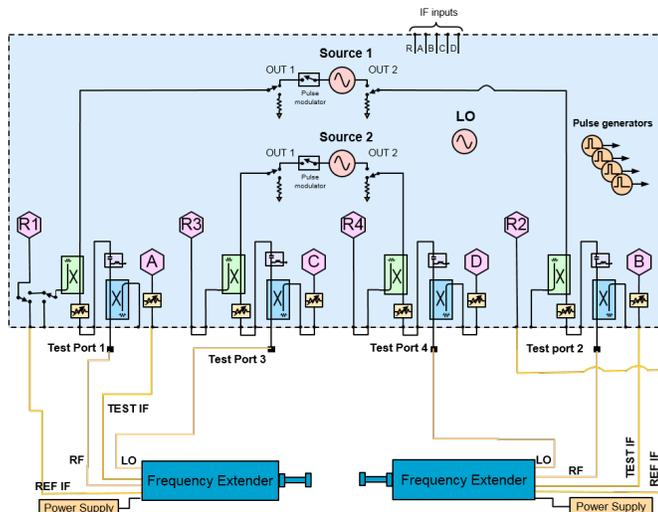 IF inputs
R A B C D
Source 1
OUT 1
OUT 2
Pulse
modulator
LO
Pulse generators
Source 2
OUT 1
OUT 2
Pulse
modulator
R1
A
R3
C
R4
D
R2
B
Test Port 1
Test Port 3
Test Port 4
Test port 2
TEST IF
RF
LO
REF IF
Frequency Extender
Power Supply
LO
RF
TEST IF
REF IF
Frequency Extender
Power Supply